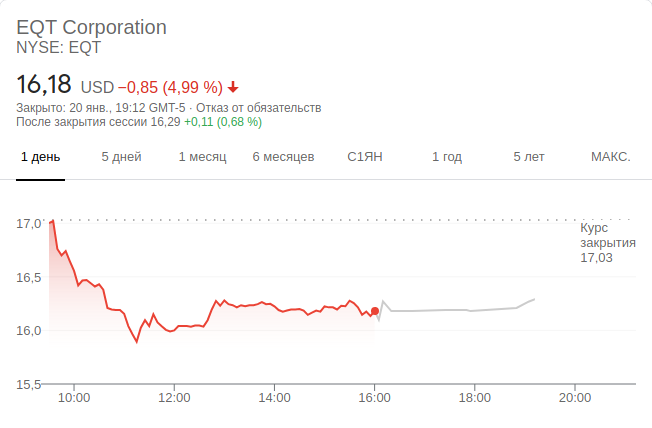 EQT Corporation
NYSE: EQT
16,18 USD −0,85 (4,99 %)
Закрыто: 20 янв., 19:12 GMT-5 · Отказ от обязательств
После закрытия сессии 16,29 +0,11 (0,68 %)
1 день 5 дней 1 месяц 6 месяцев С1ЯН 1 год 5 лет МАКС.
17,0
Курс
закрытия
17,03
16,5
16,0
15,5
10:00 12:00 14:00 16:00 18:00 20:00